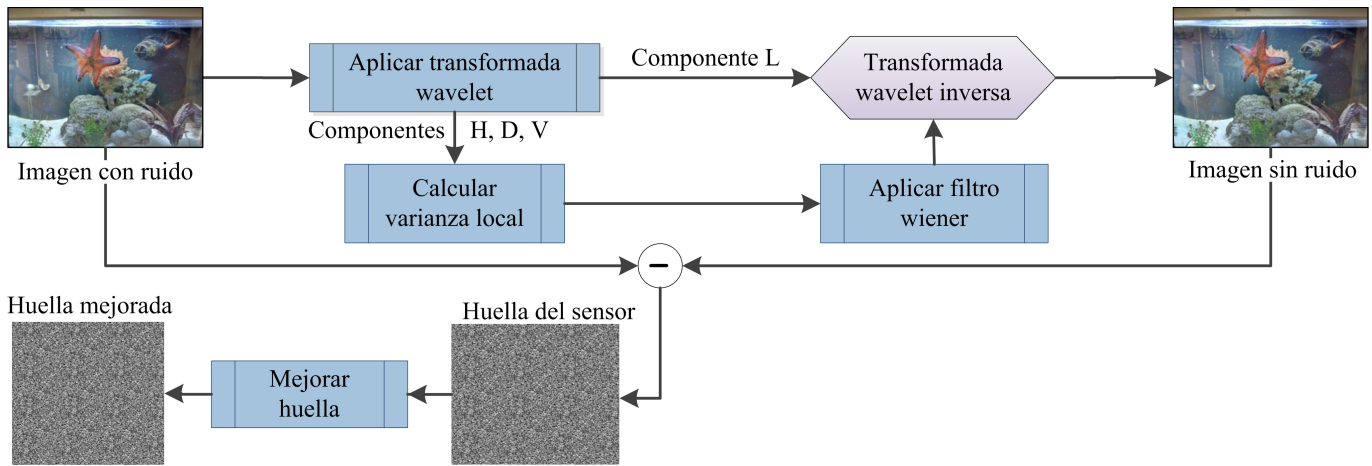 Aplicar transformada
wavelet
Componente L
Transformada
wavelet inversa
Componentes H, D, V
Imagen con ruido
Calcular
varianza local
Aplicar filtro
wiener
Imagen sin ruido
Huella mejorada
Huella del sensor
Mejorar
huella